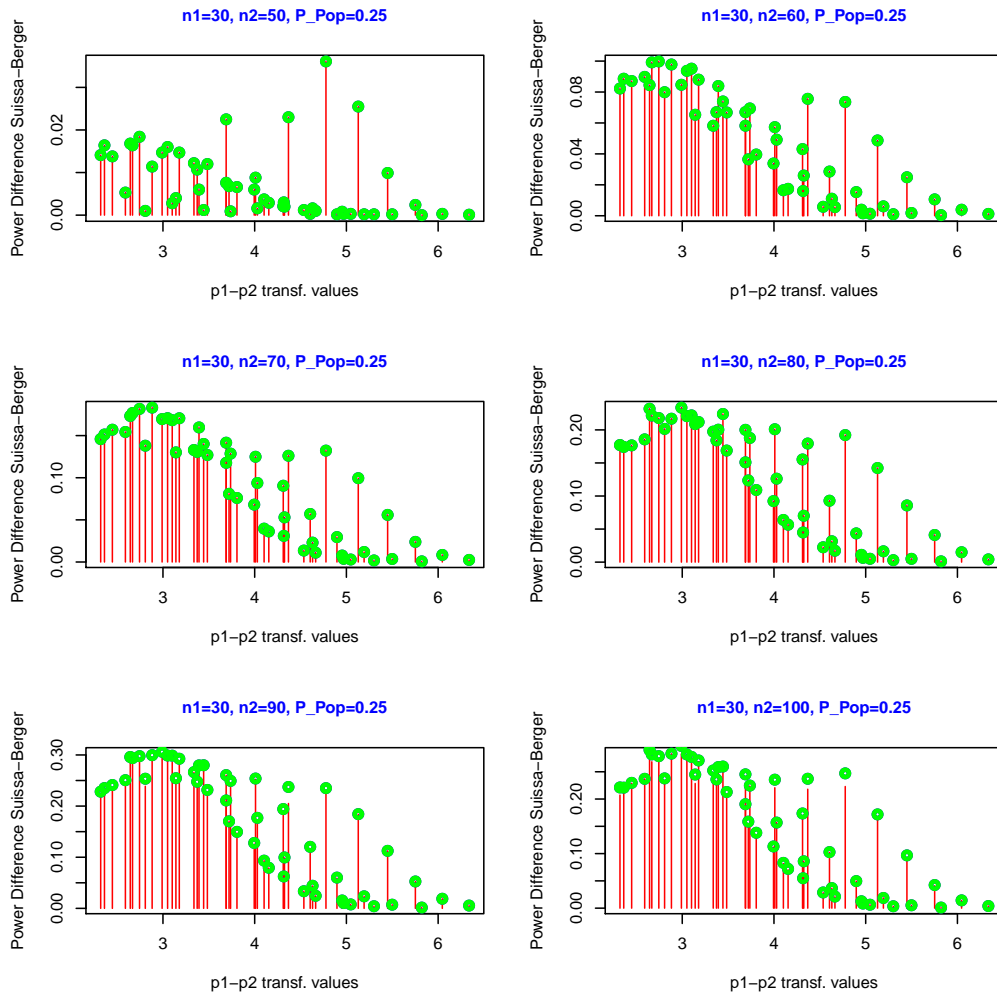 n1=30, n2=50, P_Pop=0.25
Power Difference Suissa−Berger
0.00 0.02
3 4 5 6
p1−p2 transf. values
n1=30, n2=60, P_Pop=0.25
Power Difference Suissa−Berger
0.00 0.04 0.08
3 4 5 6
p1−p2 transf. values
n1=30, n2=70, P_Pop=0.25
Power Difference Suissa−Berger
0.00 0.10
3 4 5 6
p1−p2 transf. values
n1=30, n2=80, P_Pop=0.25
Power Difference Suissa−Berger
0.00 0.10 0.20
3 4 5 6
p1−p2 transf. values
n1=30, n2=90, P_Pop=0.25
Power Difference Suissa−Berger
0.00 0.10 0.20 0.30
3 4 5 6
p1−p2 transf. values
n1=30, n2=100, P_Pop=0.25
Power Difference Suissa−Berger
0.00 0.10 0.20
3 4 5 6
p1−p2 transf. values